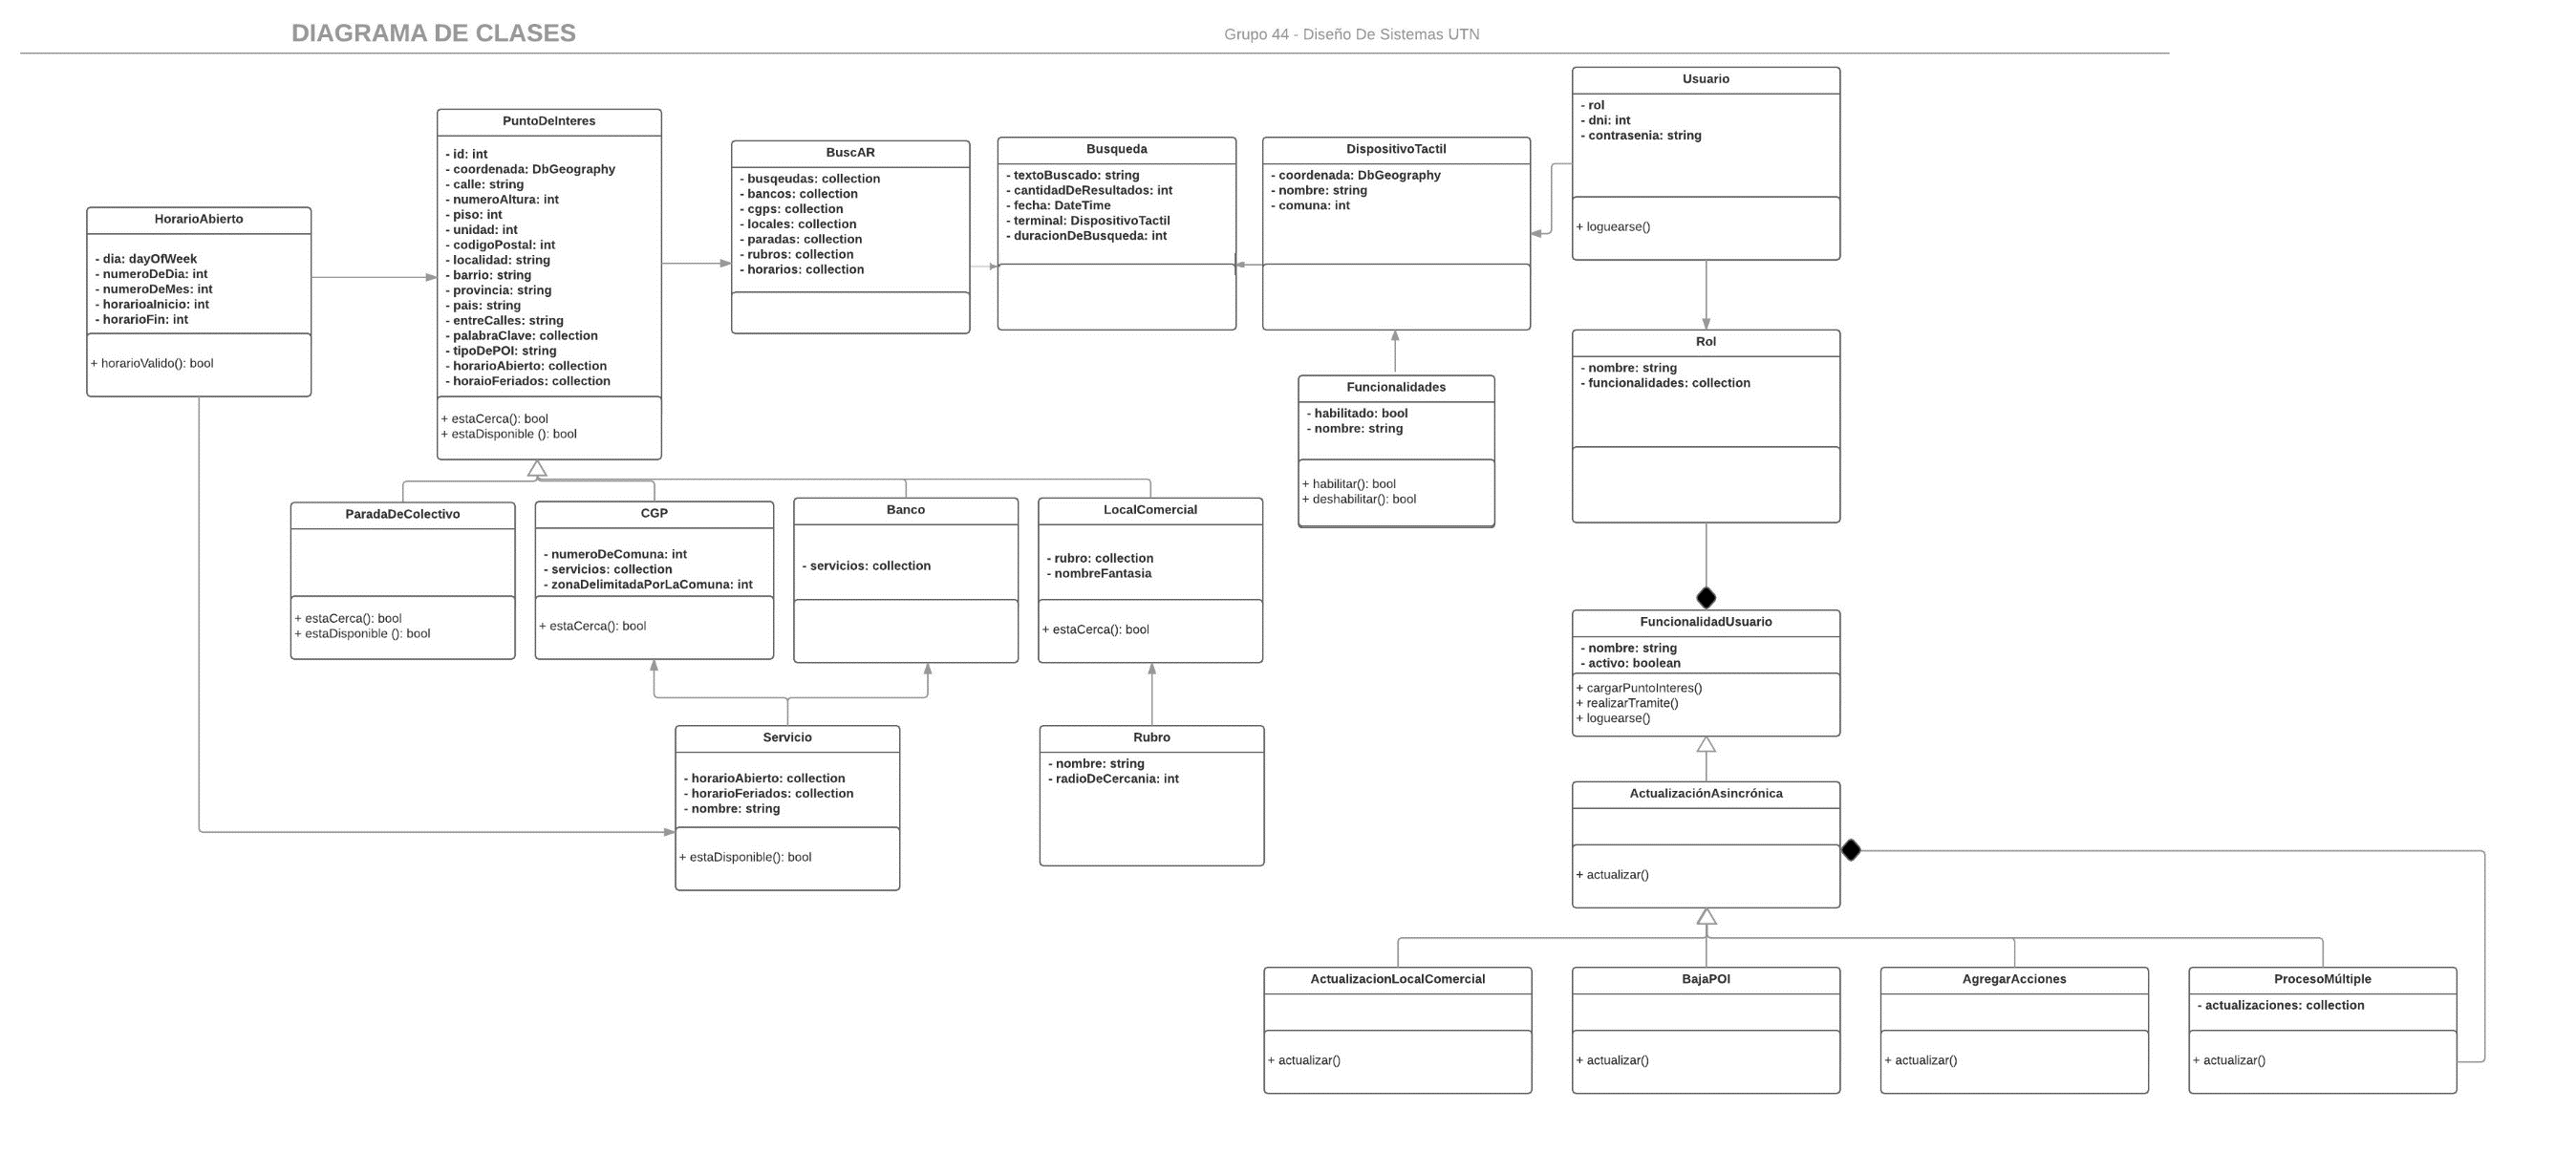 DIAGRAMA DE CLASES
Grupo 44 - Diseño De Sistemas UTN
HorarioAbierto
- dia: dayOfWeek
- numeroDeDia: int
- numeroDeMes: int
- horarioaInicio: int
- horarioFin: int
+ horarioValido(): bool
PuntoDeInteres
- id: int
- coordenada: DbGeography
- calle: string
- numeroAltura: int
- piso: int
- unidad: int
- codigoPostal: int
- localidad: string
- barrio: string
- provincia: string
- pais: string
- entreCalles: string
- palabraClave: collection
- tipoDePOI: string
- horarioAbierto: collection
- horaioFeriados: collection
+ estaCerca(): bool
+ estaDisponible (): bool
BuscAR
- busqeudas: collection
- bancos: collection
- cgps: collection
- locales: collection
- paradas: collection
- rubros: collection
- horarios: collection
Busqueda
- textoBuscado: string
- cantidadDeResultados: int
- fecha: DateTime
- terminal: DispositivoTactil
- duracionDeBusqueda: int
DispositivoTactil
- coordenada: DbGeography
- nombre: string
- comuna: int
Usuario
- rol
- dni: int
- contrasenia: string
+ loguearse()
Funcionalidades
- habilitado: bool
- nombre: string
+ habilitar(): bool
+ deshabilitar(): bool
Rol
- nombre: string
- funcionalidades: collection
ParadaDeColectivo
+ estaCerca(): bool
+ estaDisponible (): bool
CGP
- numeroDeComuna: int
- servicios: collection
- zonaDelimitadaPorLaComuna: int
+ estaCerca(): bool
Banco
- servicios: collection
LocalComercial
- rubro: collection
- nombreFantasia
+ estaCerca(): bool
Servicio
- horarioAbierto: collection
- horarioFeriados: collection
- nombre: string
+ estaDisponible(): bool
Rubro
- nombre: string
- radioDeCercania: int
FuncionalidadUsuario
- nombre: string
- activo: boolean
+ cargarPuntoInteres()
+ realizarTramite()
+ loguearse()
ActualizaciónAsincrónica
+ actualizar()
ActualizacionLocalComercial
+ actualizar()
BajaPOI
+ actualizar()
AgregarAcciones
+ actualizar()
ProcesoMúltiple
- actualizaciones: collection
+ actualizar()